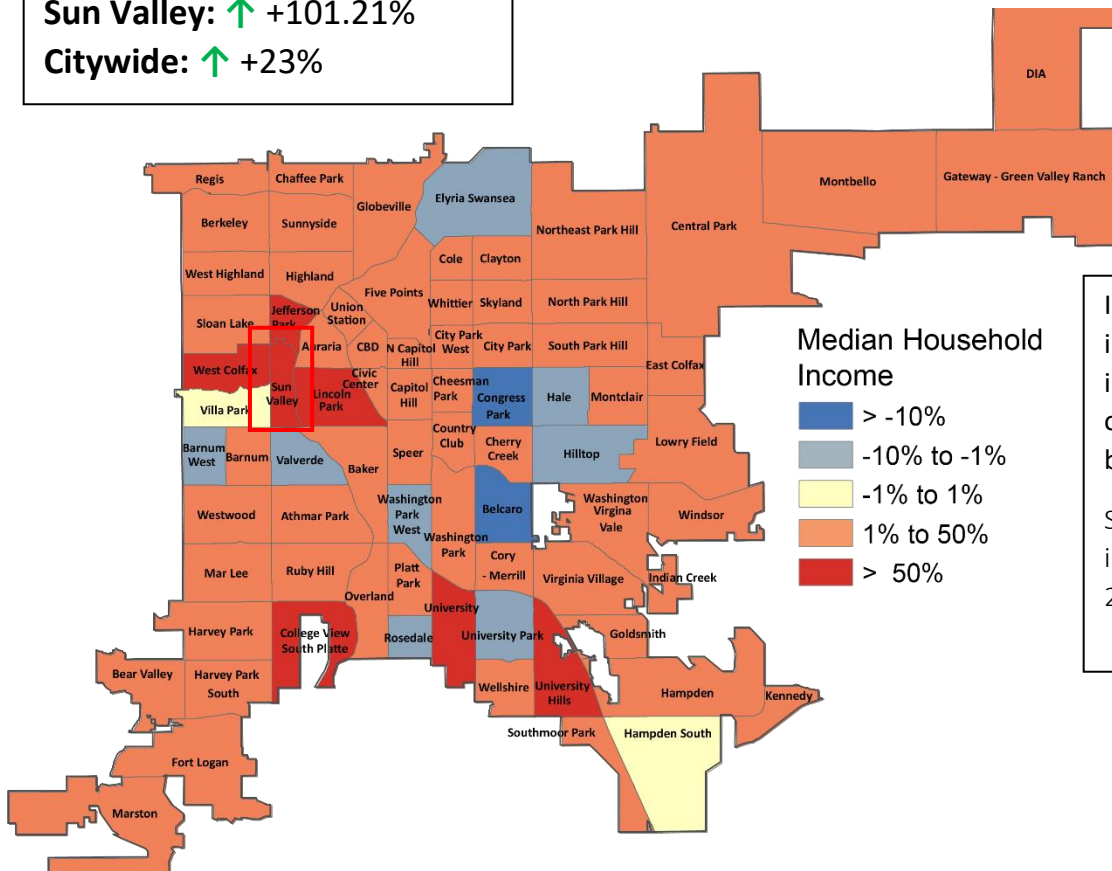 Sun Valley: ↑ +101.21%
Citywide: ↑ +23%
DIA
Regis
Chaffee Park
Globeville
Elyria Swansea
Montbello
Gateway - Green Valley Ranch
Berkeley
Sunnyside
Northeast Park Hill
Central Park
Cole
Clayton
West Highland
Highland
Five Points
Whittier
Skyland
North Park Hill
Sloan Lake
Jefferson
Park
Union
Station
Auraria
CBD
N Capitol
Hill
City Park
West
City Park
South Park Hill
East Colfax
West Colfax
Sun
Valley
Lincoln
Park
Civic
Center
Capitol
Hill
Cheesman
Park
Congress
Park
Hale
Montclair
Villa Park
Country
Club
Cherry
Creek
Hilltop
Lowry Field
Barnum
West
Barnum
Valverde
Baker
Speer
Westwood
Athmar Park
Washington
Park
West
Washington
Park
Belcaro
Washington
Virgina
Vale
Windsor
Mar Lee
Ruby Hill
Overland
Platt
Park
Cory
- Merrill
Virginia Village
Indian Creek
Harvey Park
College View
South Platte
Rosedale
University
University Park
Goldsmith
Bear Valley
Harvey Park
South
Wellshire
University
Hills
Hampden
Kennedy
Southmoor Park
Hampden South
Fort Logan
Marston
Median Household
Income
> -10%
-10% to -1%
-1% to 1%
1% to 50%
> 50%